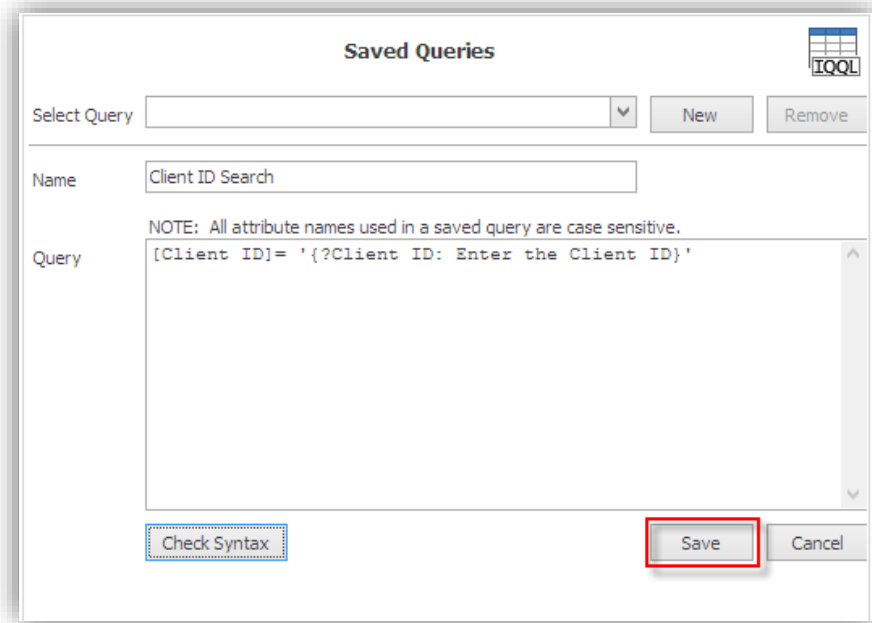 Saved Queries
IQQL
Select Query
New
Remove
Name
Client ID Search
NOTE: All attribute names used in a saved query are case sensitive.
Query
[Client ID]= '{?Client ID: Enter the Client ID}'
Check Syntax
Save
Cancel